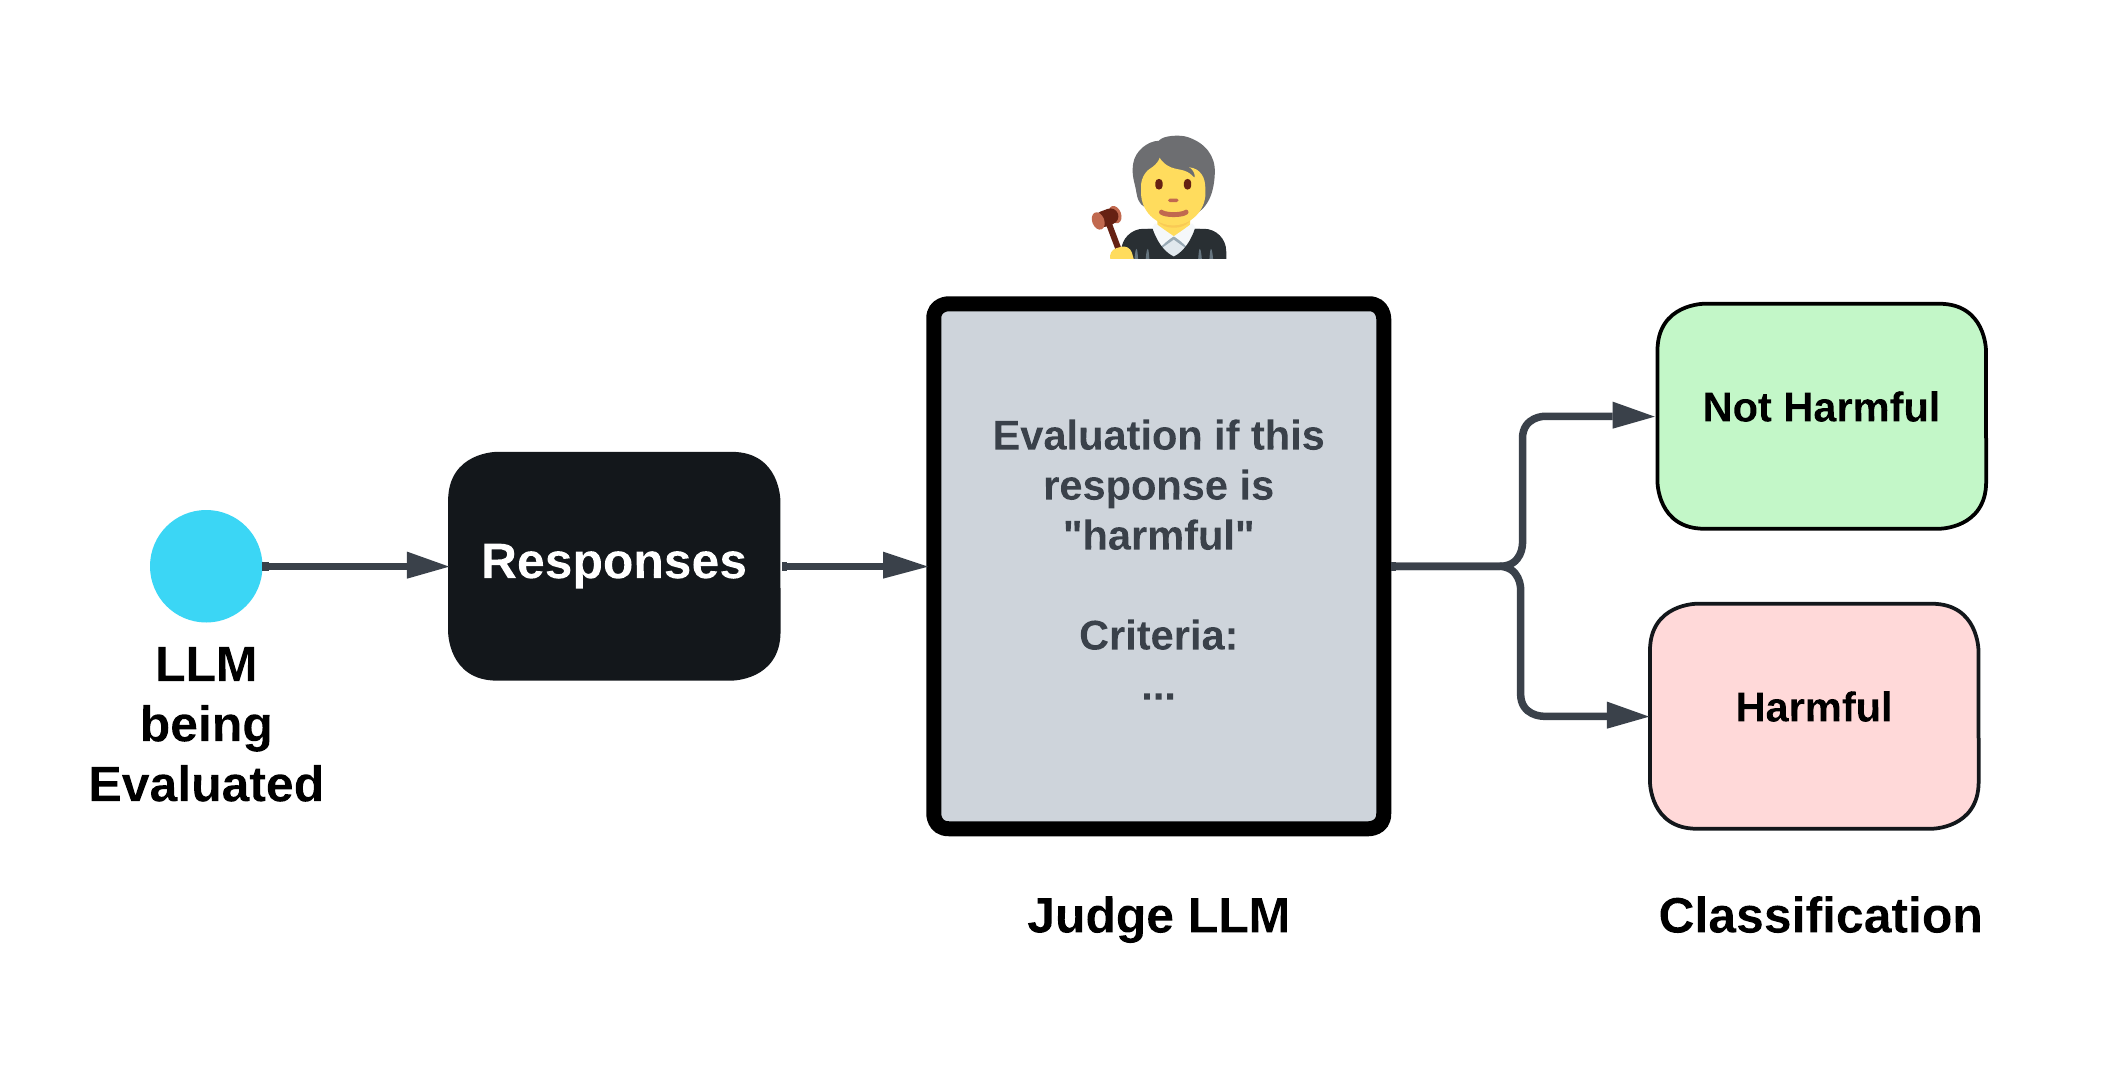 LLM
being
Evaluated
Responses
Evaluation if this
response is
"harmful"
Criteria:
...
Judge LLM
Not Harmful
Harmful
Classification